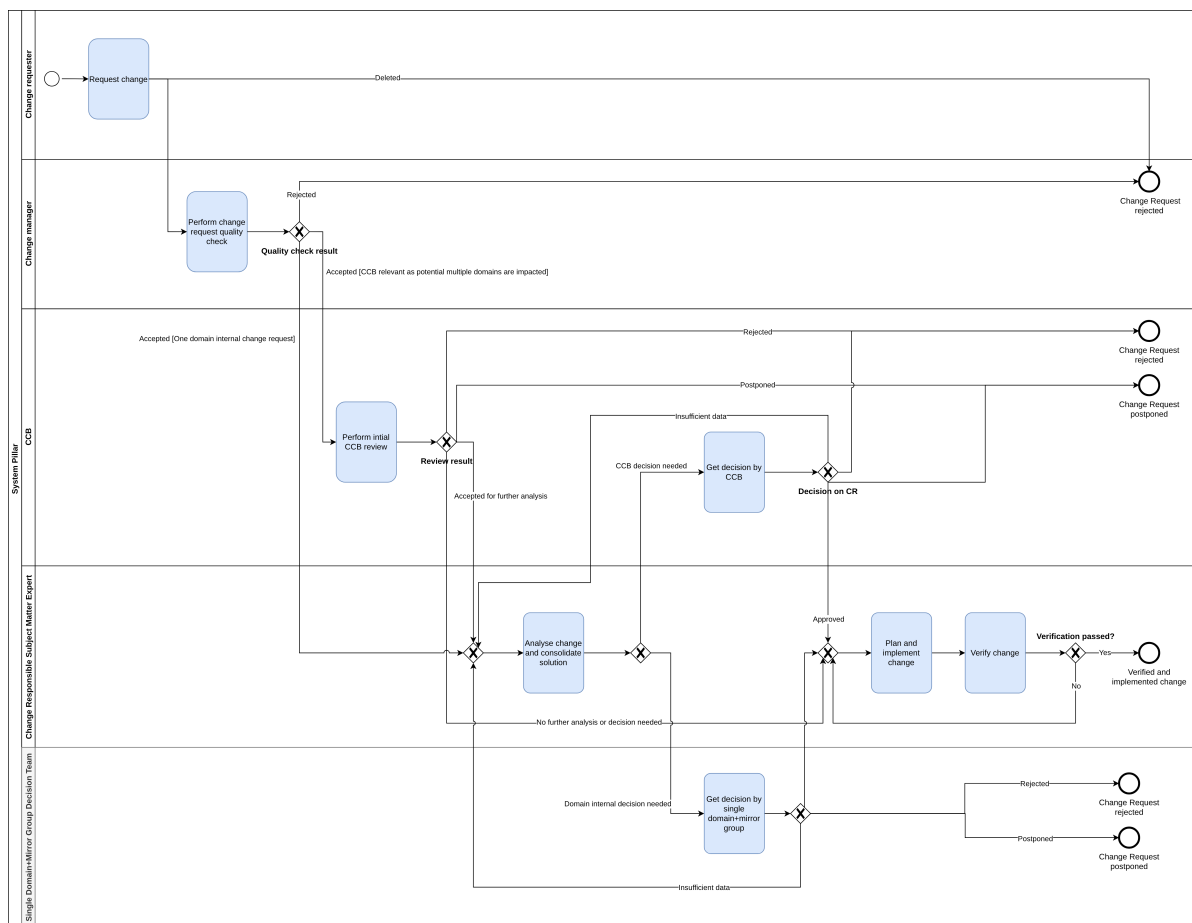 System Pillar
Change requester
Request change
Deleted
Change manager
Rejected
Perform change
request quality
check
Quality check result
Change Request
rejected
Accepted [CCB relevant as potential multiple domains are impacted]
CCB
Accepted [One domain internal change request]
Rejected
Change Request
rejected
Postponed
Change Request
postponed
Insufficient data
Perform intial
CCB review
Review result
CCB decision needed
Get decision by
CCB
Decision on CR
Accepted for further analysis
Change Responsible Subject Matter Expert
Approved
Analyse change
and consolidate
solution
Plan and
implement
change
Verify change
Verification passed?
Yes
Verified and
implemented change
No
No further analysis or decision needed
Single Domain+Mirror Group Decision Team
Domain internal decision needed
Get decision by
single
domain+mirror
group
Rejected
Change Request
rejected
Postponed
Change Request
postponed
Insufficient data